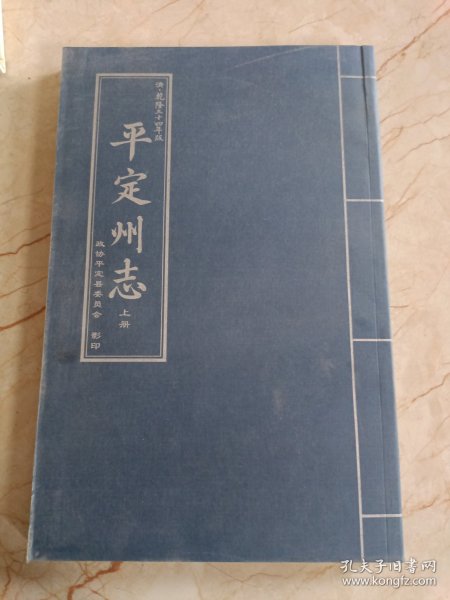 清·乾隆五十四年版
平定州志
上册
政协平定县委员会 影印
孔夫子旧书网
www.kongfz.com